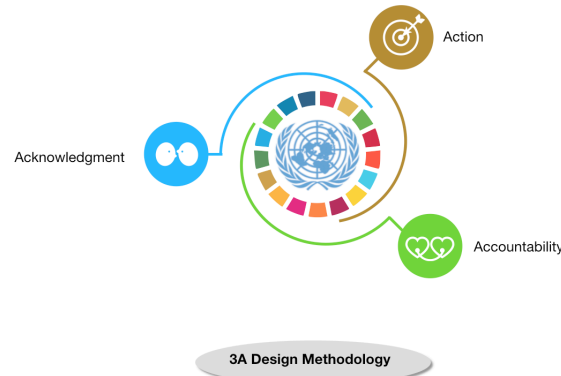 Action
Acknowledgment
Accountability
3A Design Methodology